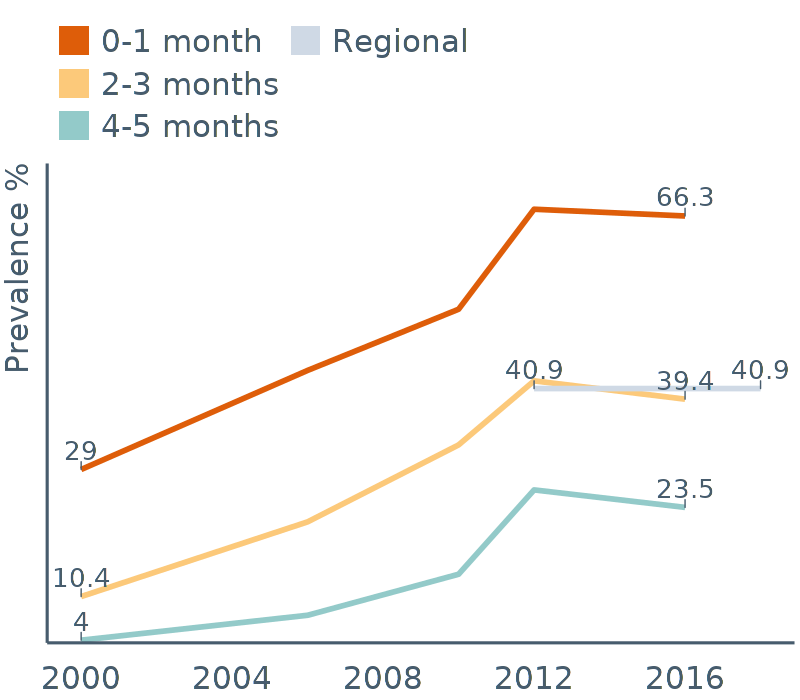 0-1 month
Regional
2-3 months
4-5 months
Prevalence %
66.3
40.9
39.4
40.9
29
23.5
10.4
4
2000 2004 2008 2012 2016